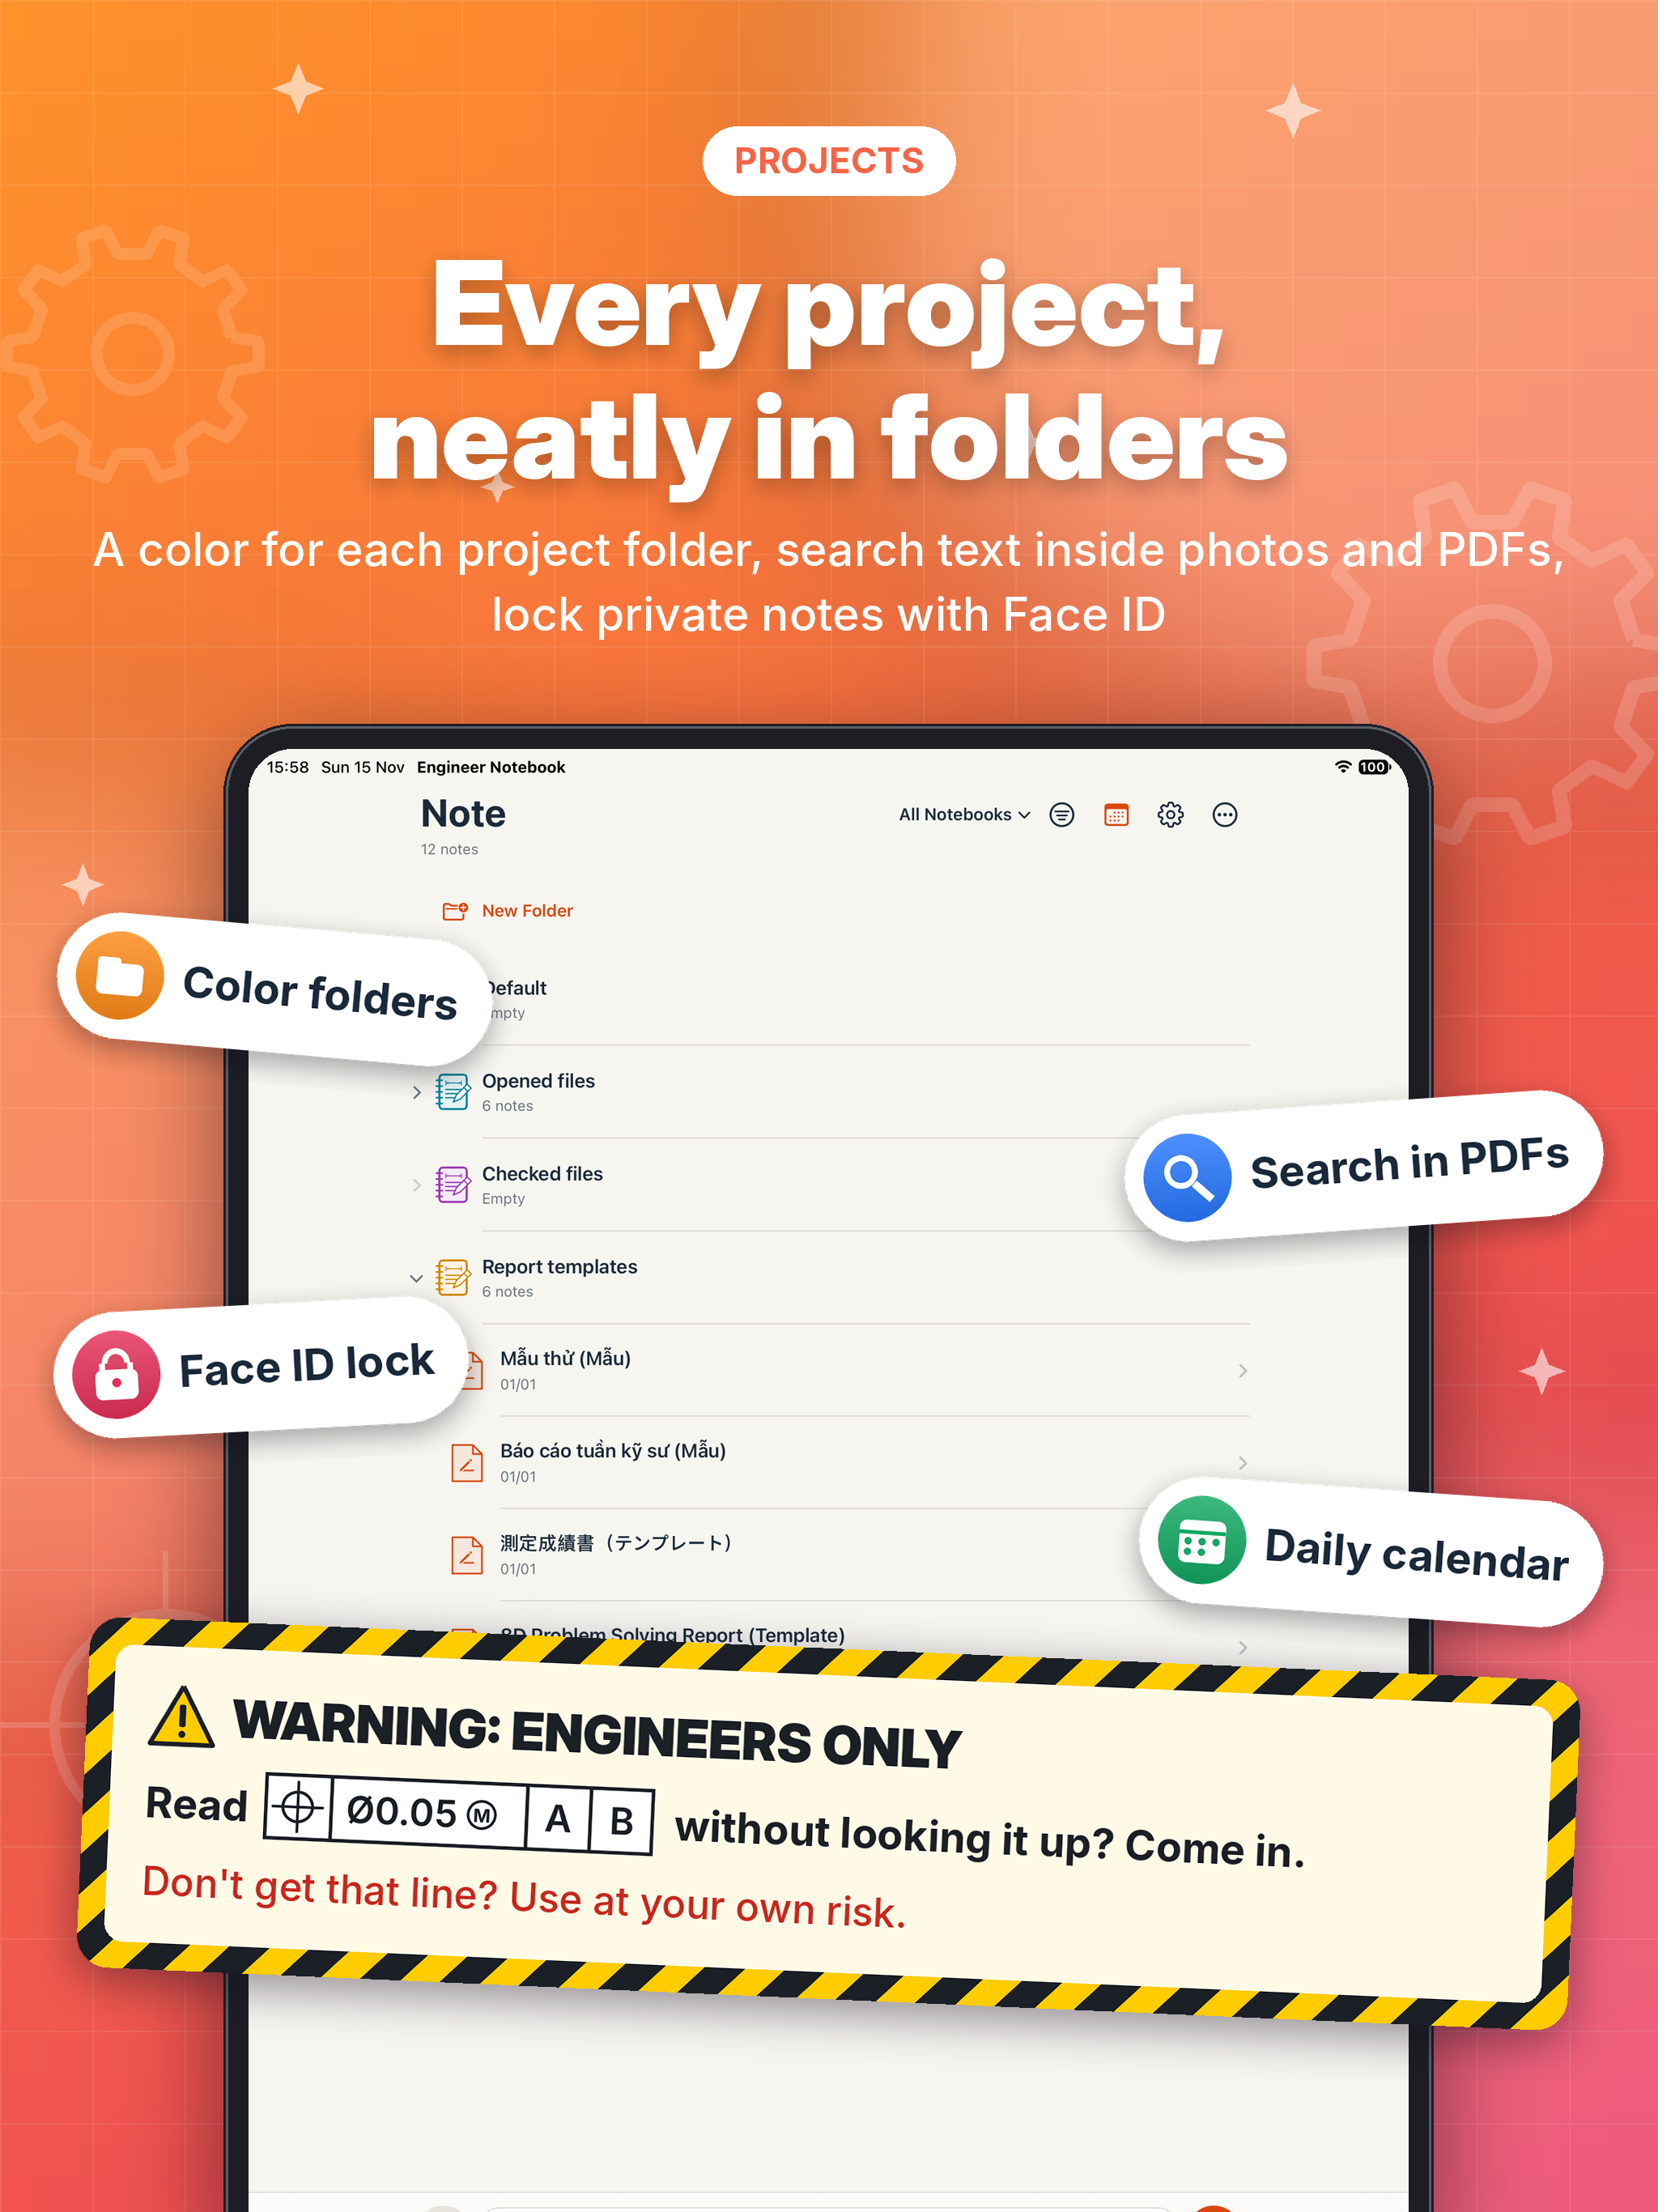 PROJECTS
Every project,
neatly in folders
A color for each project folder, search text inside photos and PDFs,
lock private notes with Face ID
15:58 Sun 15 Nov Engineer Notebook 100
Note All Notebooks
12 notes
New Folder
Color folders
Default
Empty
Opened files
6 notes
Search in PDFs
Checked files
Empty
Report templates
6 notes
Face ID lock
Mẫu thử (Mẫu)
01/01
Báo cáo tuần kỹ sư (Mẫu)
01/01
Daily calendar
測定成績書（テンプレート）
01/01
8D Problem Solving Report (Template)
WARNING: ENGINEERS ONLY
Read ⌖ Ø0.05 Ⓜ A B without looking it up? Come in.
Don't get that line? Use at your own risk.